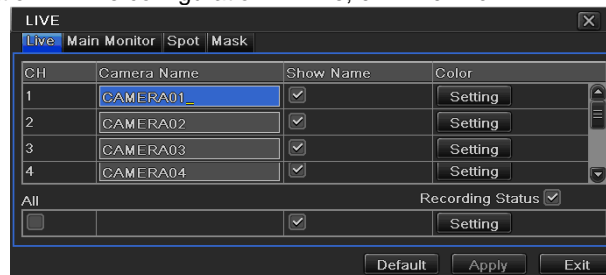 LIVE
Live Main Monitor Spot Mask
CH Camera Name Show Name Color
1 CAMERA01_ Setting
2 CAMERA02 Setting
3 CAMERA03 Setting
4 CAMERA04 Setting
All Recording Status
Setting
Default Apply Exit